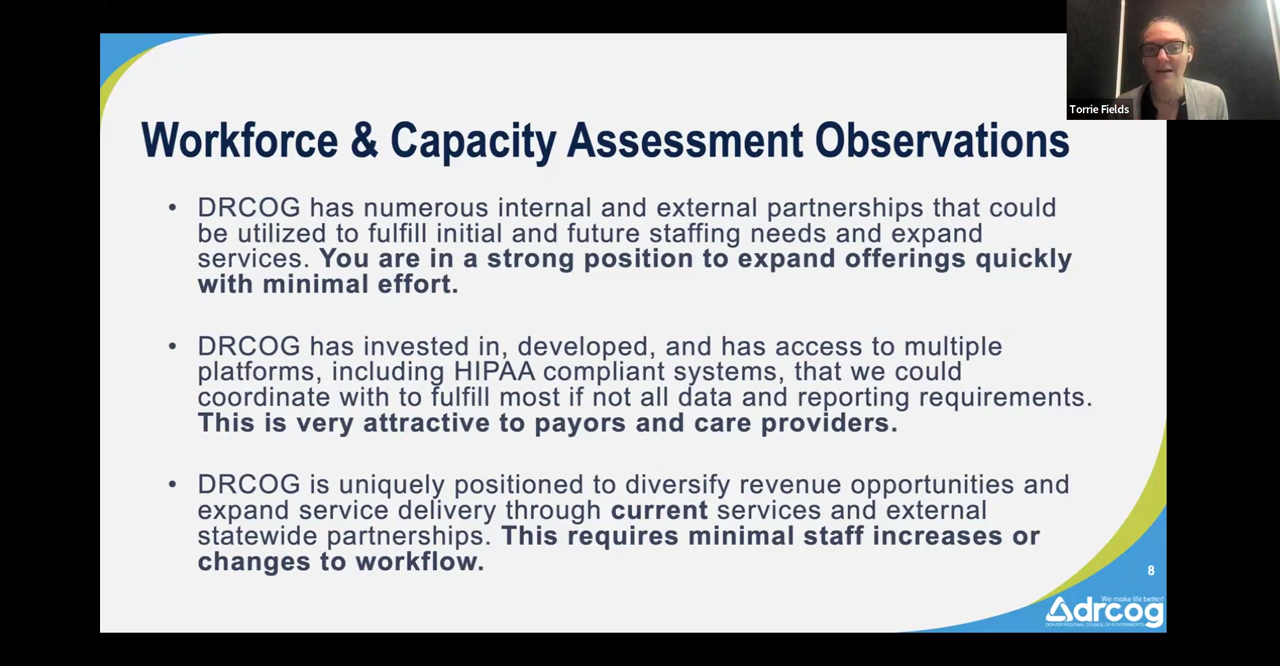 Torrie Fields
Workforce & Capacity Assessment Observations
• DRCOG has numerous internal and external partnerships that could
be utilized to fulfill initial and future staffing needs and expand
services. You are in a strong position to expand offerings quickly
with minimal effort.
• DRCOG has invested in, developed, and has access to multiple
platforms, including HIPAA compliant systems, that we could
coordinate with to fulfill most if not all data and reporting requirements.
This is very attractive to payors and care providers.
• DRCOG is uniquely positioned to diversify revenue opportunities and
expand service delivery through current services and external
statewide partnerships. This requires minimal staff increases or
changes to workflow.
8
We make life better!
drcog
DENVER REGIONAL COUNCIL OF GOVERNMENTS